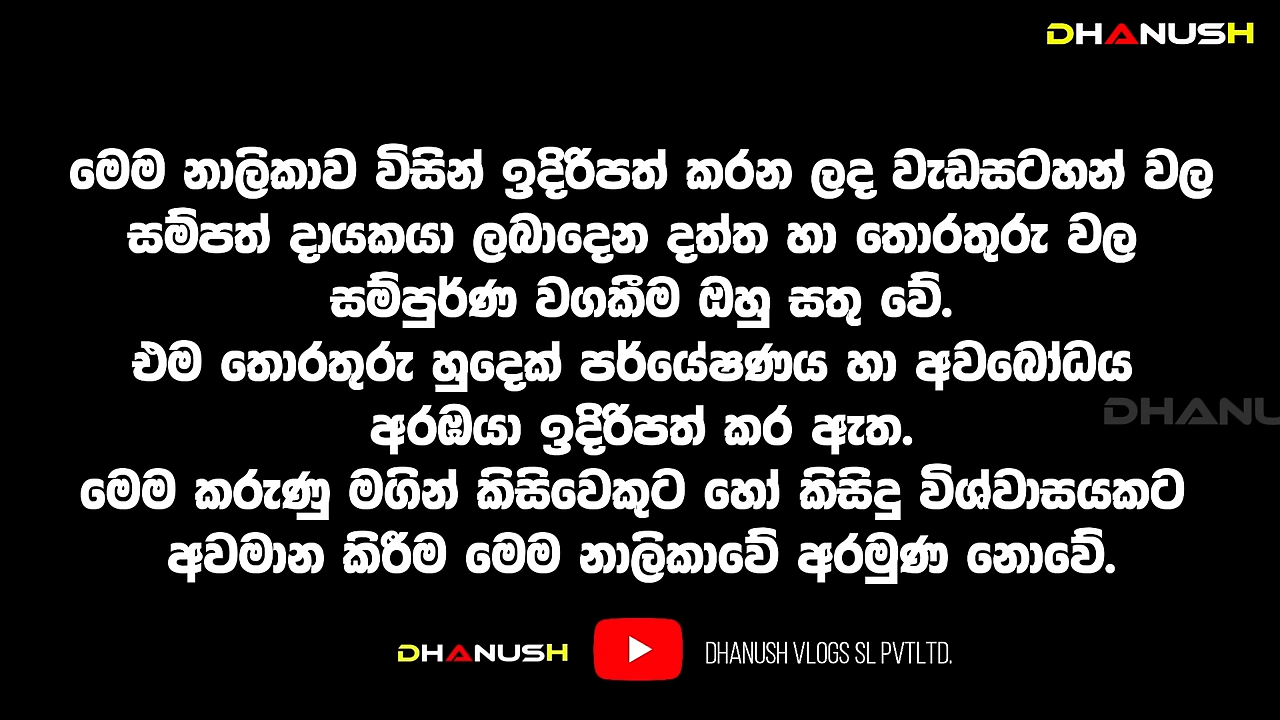 DHANUSH
මෙම නාලිකාව විසින් ඉදිරිපත් කරන ලද වැඩසටහන් වල
සම්පත් දායකයා ලබාදෙන දත්ත හා තොරතුරු වල
සම්පුර්ණ වගකීම ඔහු සතු වේ.
එම තොරතුරු හුදෙක් පර්යේෂණය හා අවබෝධය
අරඹයා ඉදිරිපත් කර ඇත.
DHANU
මෙම කරුණු මගින් කිසිවෙකුට හෝ කිසිදු විශ්වාසයකට
අවමාන කිරීම මෙම නාලිකාවේ අරමුණ නොවේ.
DHANUSH DHANUSH VLOGS SL PVTLTD.